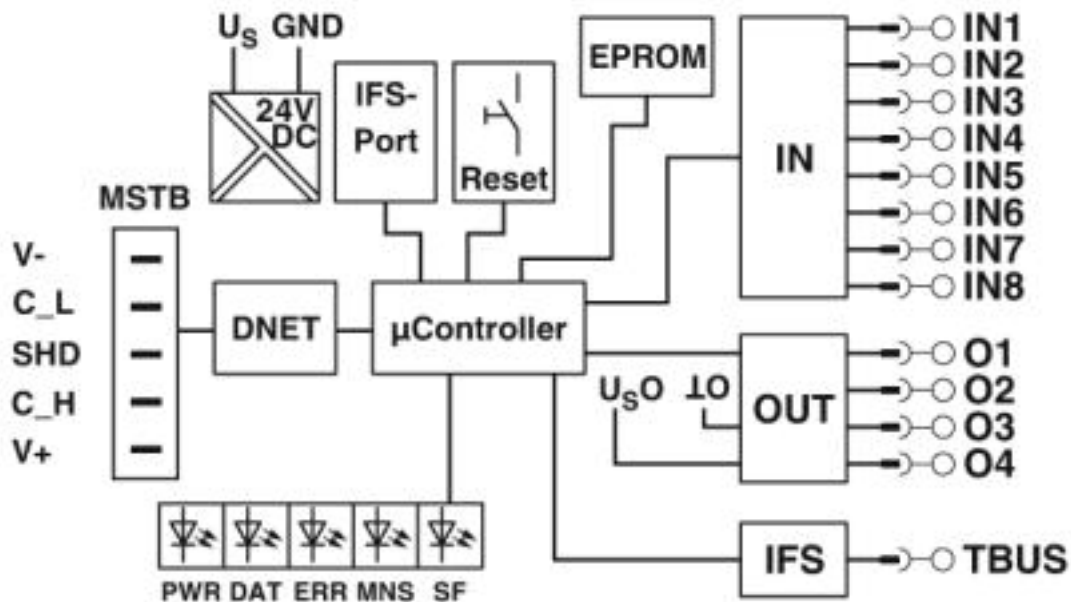 US GND
24V
DC
IFS-
Port
Reset
EPROM
IN
IN1
IN2
IN3
IN4
IN5
IN6
IN7
IN8
MSTB
V-
C_L
SHD
C_H
V+
DNET
µController
USO
⊥O
OUT
O1
O2
O3
O4
IFS
TBUS
PWR DAT ERR MNS SF